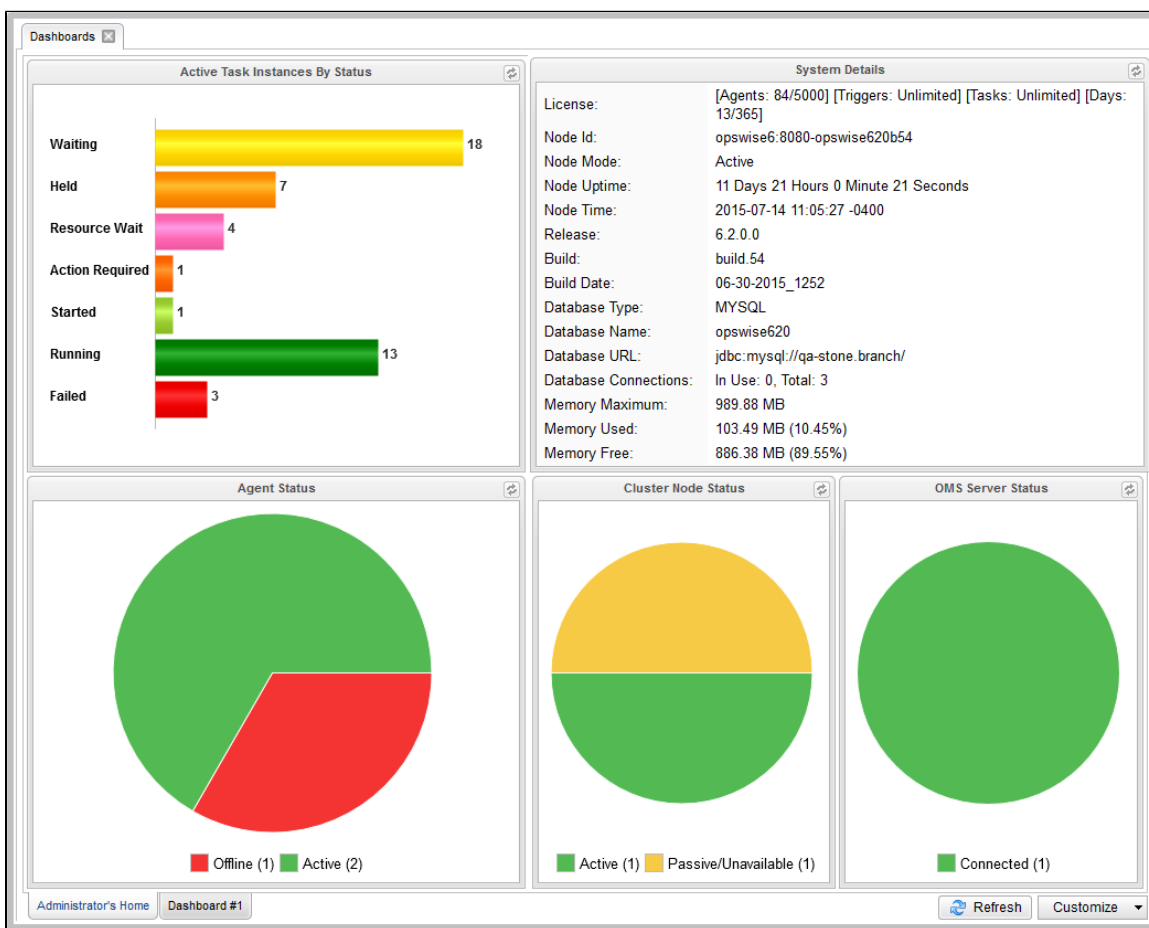 Dashboards
Active Task Instances By Status
Waiting 18
Held 7
Resource Wait 4
Action Required 1
Started 1
Running 13
Failed 3
System Details
License: [Agents: 84/5000] [Triggers: Unlimited] [Tasks: Unlimited] [Days:
13/365]
Node Id: opswise6:8080-opswise620b54
Node Mode: Active
Node Uptime: 11 Days 21 Hours 0 Minute 21 Seconds
Node Time: 2015-07-14 11:05:27 -0400
Release: 6.2.0.0
Build: build.54
Build Date: 06-30-2015_1252
Database Type: MYSQL
Database Name: opswise620
Database URL: jdbc:mysql://qa-stone.branch/
Database Connections: In Use: 0, Total: 3
Memory Maximum: 989.88 MB
Memory Used: 103.49 MB (10.45%)
Memory Free: 886.38 MB (89.55%)
Agent Status
Offline (1) Active (2)
Cluster Node Status
Active (1) Passive/Unavailable (1)
OMS Server Status
Connected (1)
Administrator's Home Dashboard #1
Refresh Customize